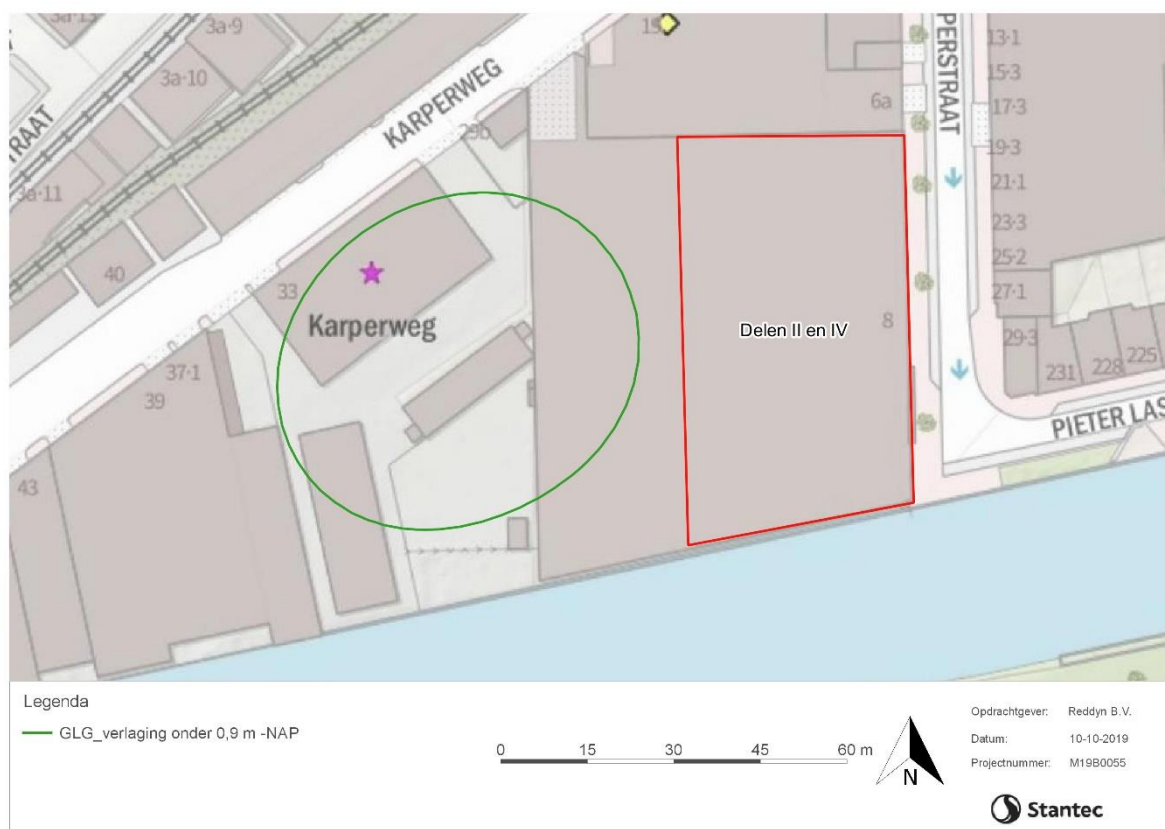 3a-13
3a-9
3a-10
STRAAT
3a-11
KARPERWEG
29b
15
6a
PERSTRAAT
13-1
15-3
17-3
19-3
21-1
23-3
25-2
27-1
29-3
231
228
225
40
33
Karperweg
37-1
39
43
Delen II en IV
8
PIETER LAS
Legenda
GLG_verlaging onder 0,9 m -NAP
0 15 30 45 60 m
N
Opdrachtgever: Reddyn B.V.
Datum: 10-10-2019
Projectnummer: M19B0055
Stantec